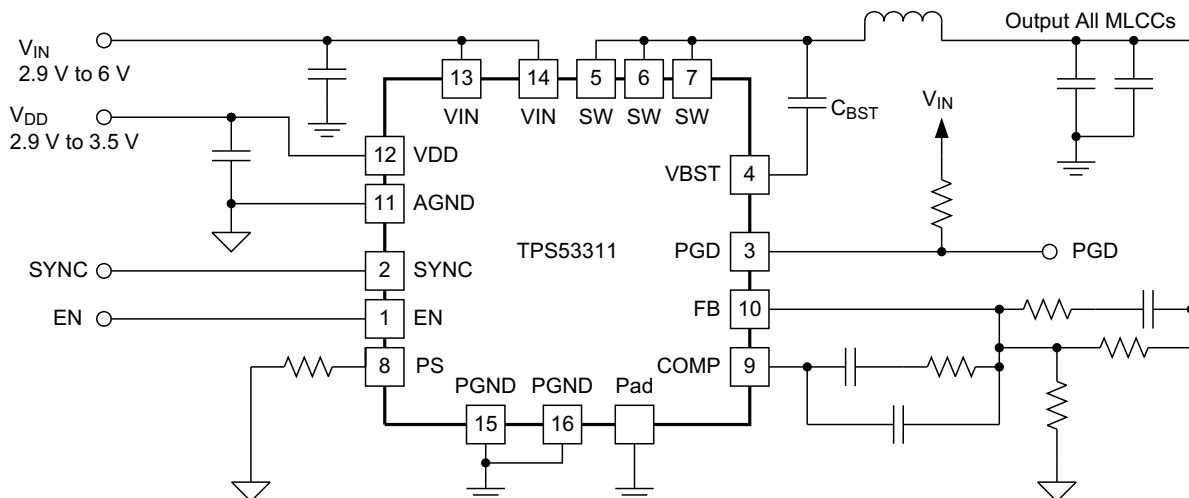 Output All MLCCs
V_IN
2.9 V to 6 V
13 14 5 6 7
VIN VIN SW SW SW
C_BST
V_IN
V_DD
2.9 V to 3.5 V
12 VDD
VBST 4
11 AGND
TPS53311
PGD 3
PGD
SYNC
2 SYNC
FB 10
EN
1 EN
8 PS
COMP 9
PGND PGND Pad
15 16